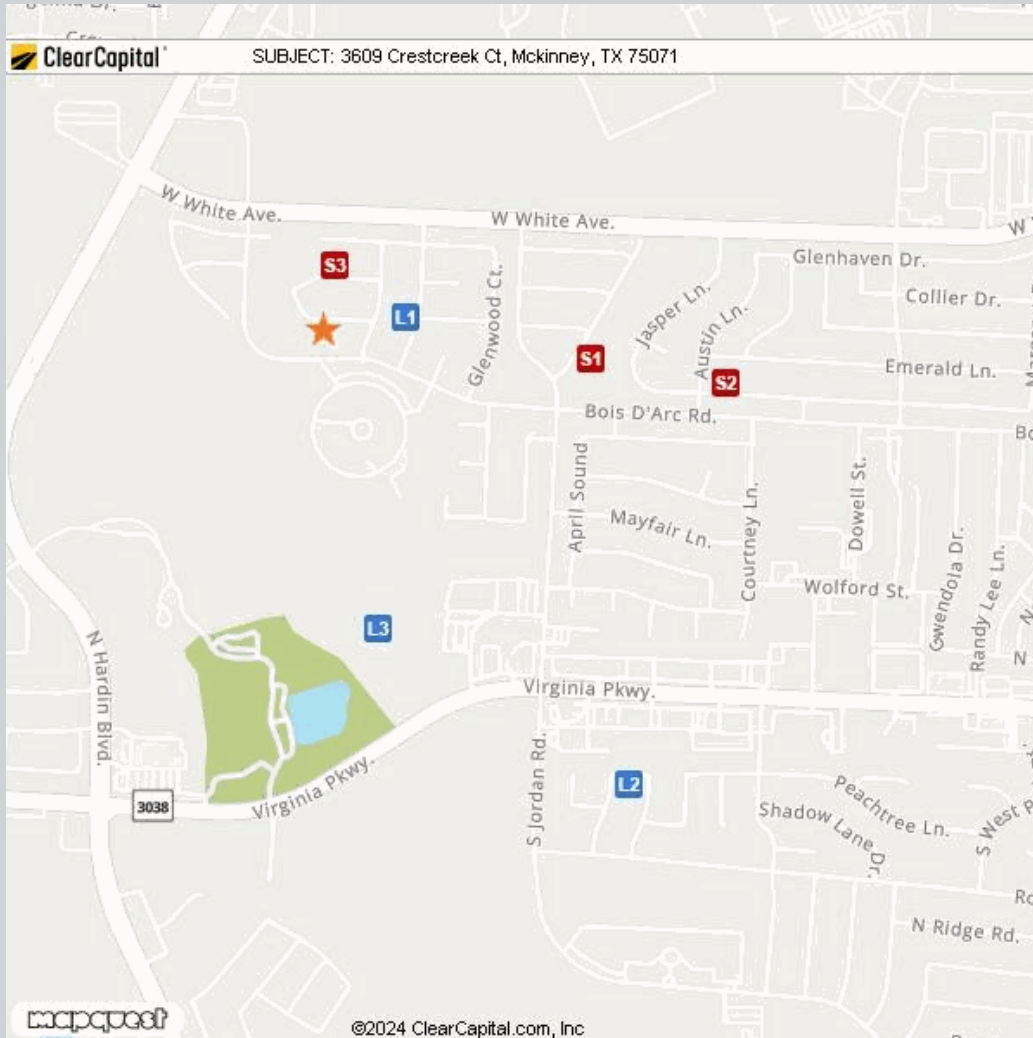 ClearCapital
SUBJECT: 3609 Crestcreek Ct, Mckinney, TX 75071
W White Ave.
W White Ave.
W
Glenhaven Dr.
S3
Collier Dr.
Jasper Ln.
L1
Austin Ln.
Glenwood Ct.
S1
Emerald Ln.
S2
Bois D'Arc Rd.
April Sound
Dowell St.
Mayfair Ln.
Courtney Ln.
Gwendola Dr.
Randy Lee Ln.
Wolford St.
L3
N Hardin Blvd.
N
Virginia Pkwy.
S Jordan Rd.
L2
3038
Virginia Pkwy.
Peachtree Ln.
Shadow Lane Dr.
S West
N Ridge Rd.
mapquest
©2024 ClearCapital.com, Inc